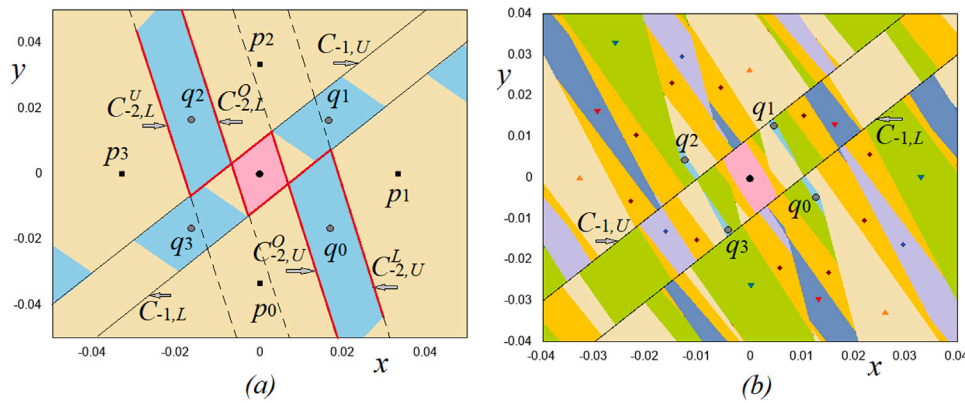 0.04
0.02
0
-0.02
-0.04
y
-0.04
-0.02
0
0.02
0.04
x
p2
C-1,U
q2
q1
C^U-2,L
C^O-2,L
p3
p1
q3
q0
C^O-2,U
C^L-2,U
C-1,L
p0
(a)
0.04
0.03
0.02
0.01
0
-0.01
-0.02
-0.03
-0.04
y
-0.04
-0.03
-0.02
-0.01
0
0.01
0.02
0.03
0.04
x
q1
q2
C-1,L
q0
C-1,U
q3
(b)